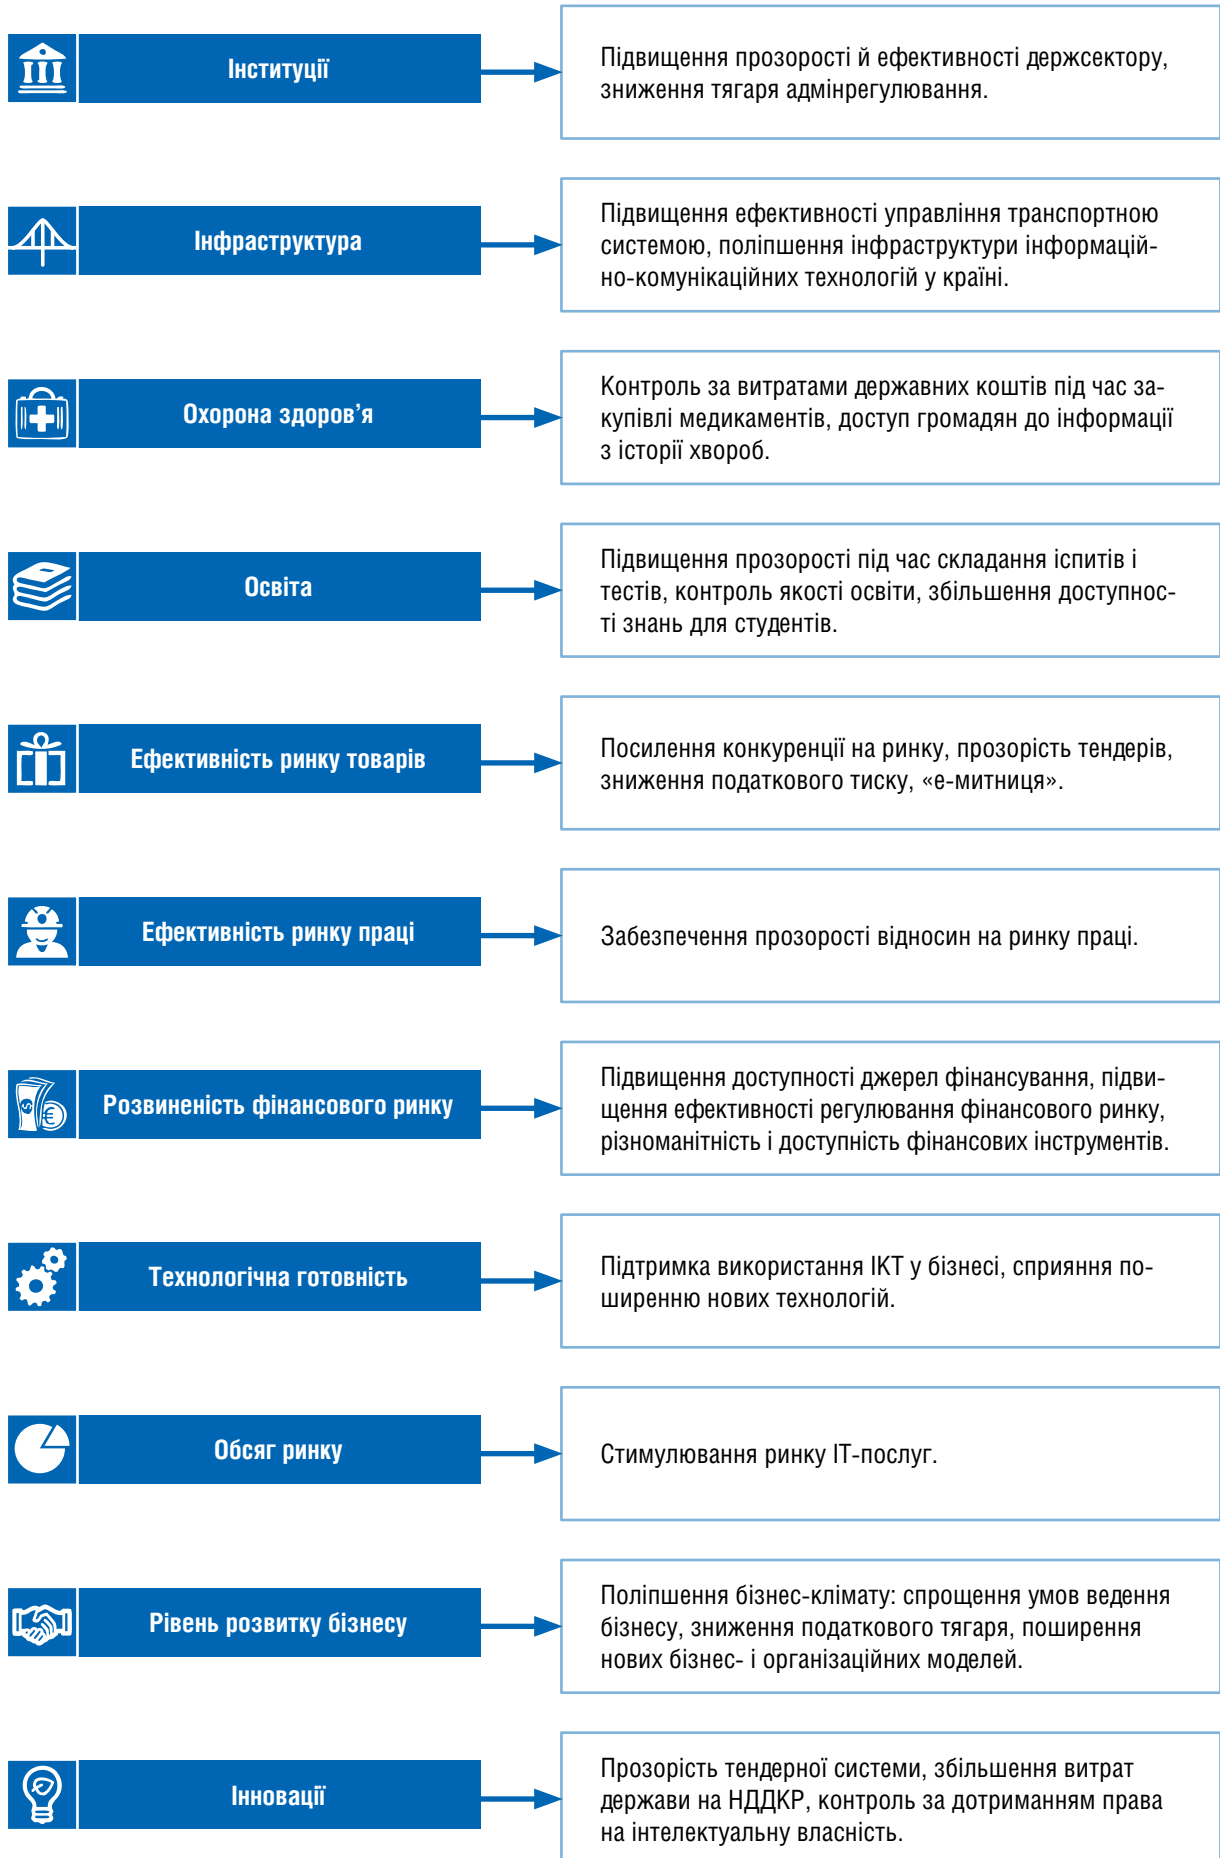 Інституції
Підвищення прозорості й ефективності держсектору,
зниження тягаря адмінрегулювання.
Інфраструктура
Підвищення ефективності управління транспортною
системою, поліпшення інфраструктури інформацій-
но-комунікаційних технологій у країні.
Охорона здоров’я
Контроль за витратами державних коштів під час за-
купівлі медикаментів, доступ громадян до інформації
з історії хвороб.
Освіта
Підвищення прозорості під час складання іспитів і
тестів, контроль якості освіти, збільшення доступнос-
ті знань для студентів.
Ефективність ринку товарів
Посилення конкуренції на ринку, прозорість тендерів,
зниження податкового тиску, «е-митниця».
Ефективність ринку праці
Забезпечення прозорості відносин на ринку праці.
Розвиненість фінансового ринку
Підвищення доступності джерел фінансування, підви-
щення ефективності регулювання фінансового ринку,
різноманітність і доступність фінансових інструментів.
Технологічна готовність
Підтримка використання ІКТ у бізнесі, сприяння по-
ширенню нових технологій.
Обсяг ринку
Стимулювання ринку ІТ-послуг.
Рівень розвитку бізнесу
Поліпшення бізнес-клімату: спрощення умов ведення
бізнесу, зниження податкового тягаря, поширення
нових бізнес- і організаційних моделей.
Інновації
Прозорість тендерної системи, збільшення витрат
держави на НДДКР, контроль за дотриманням права
на інтелектуальну власність.